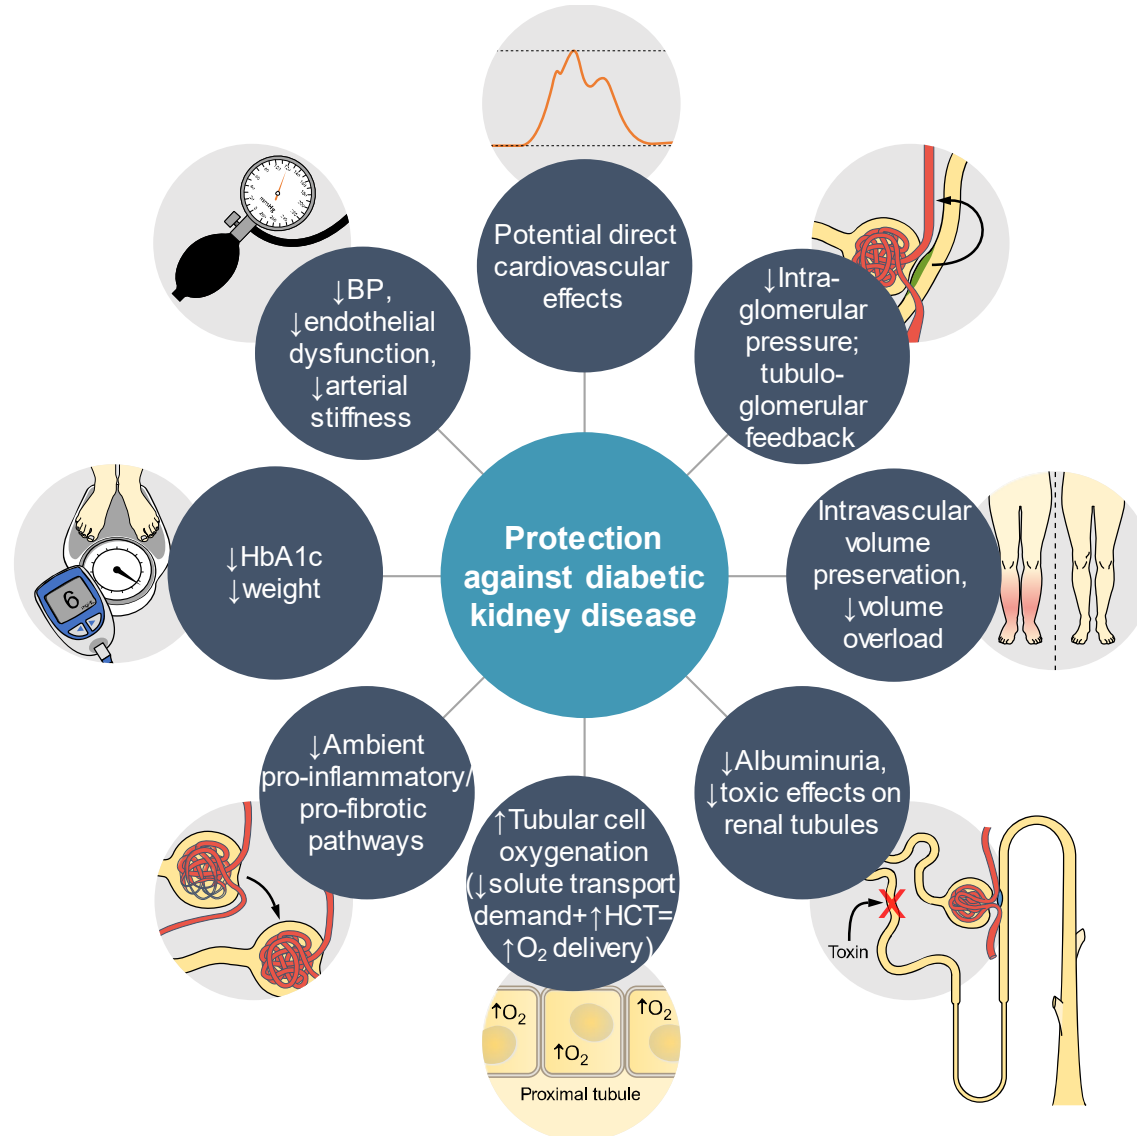 Protection
against diabetic
kidney disease
Potential direct
cardiovascular
effects
↓Intra-
glomerular
pressure;
tubulo-
glomerular
feedback
Intravascular
volume
preservation,
↓volume
overload
↓Albuminuria,
↓toxic effects on
renal tubules
Toxin
X
↑Tubular cell
oxygenation
(↓solute transport
demand+↑HCT=
↑O₂ delivery)
↑O₂
↑O₂
↑O₂
Proximal tubule
↓Ambient
pro-inflammatory/
pro-fibrotic
pathways
↓HbA1c
↓weight
6
↓BP,
↓endothelial
dysfunction,
↓arterial
stiffness
mmHg